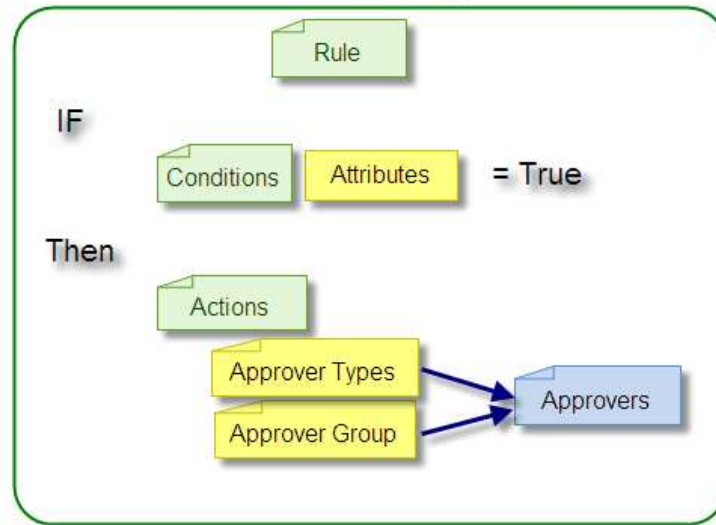 Rule
IF
Conditions Attributes = True
Then
Actions
Approver Types
Approvers
Approver Group